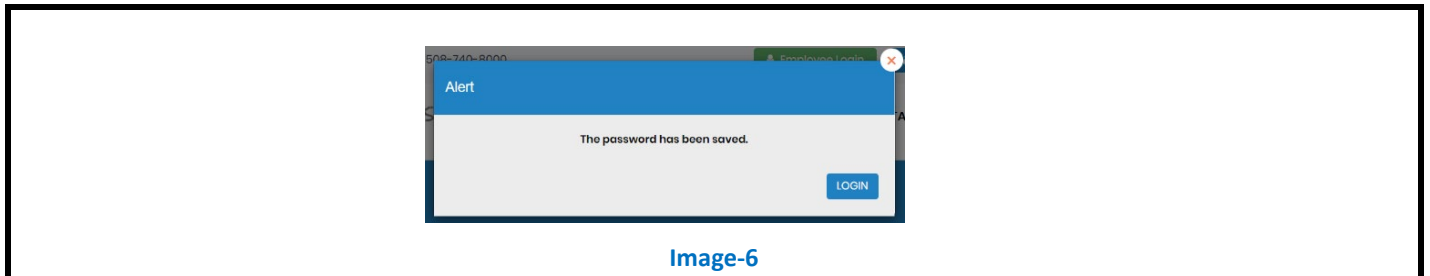 508-740-8000 Employee Login
Alert
The password has been saved.
LOGIN
Image-6